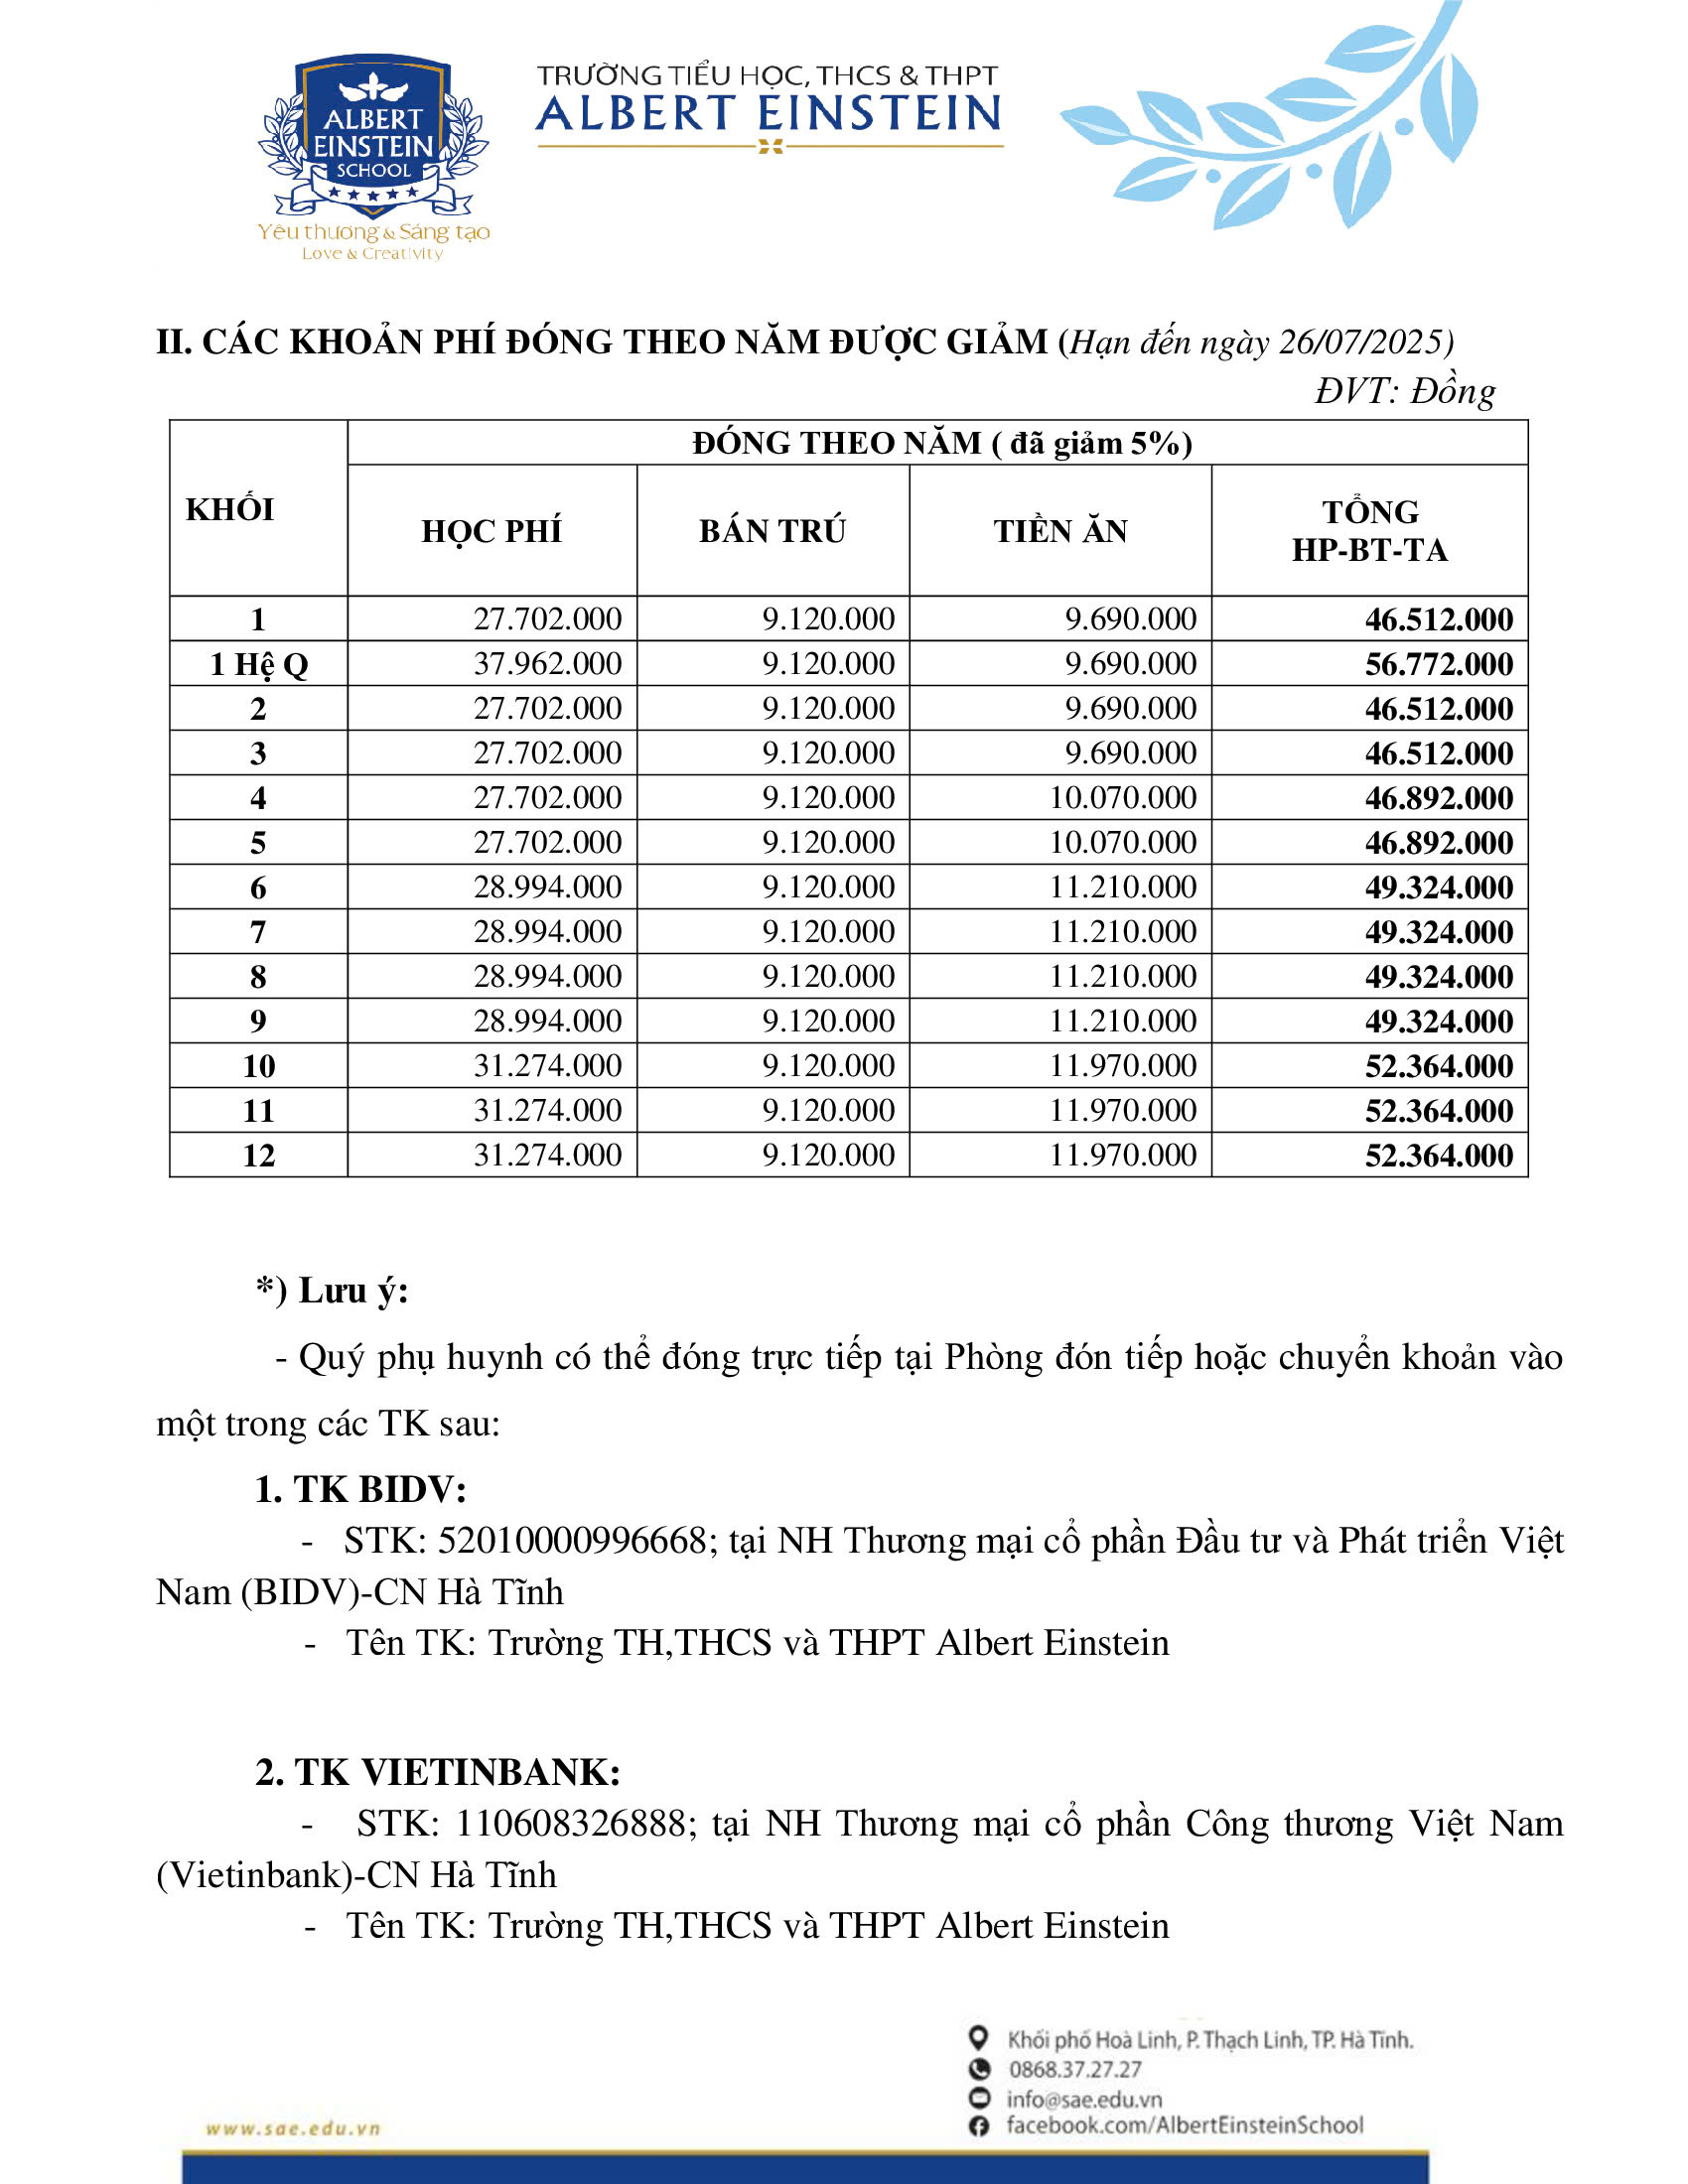 ALBERT
EINSTEIN
SCHOOL
Yêu thương & Sáng tạo
Love & Creativity
TRƯỜNG TIỂU HỌC, THCS & THPT
ALBERT EINSTEIN
II. CÁC KHOẢN PHÍ ĐÓNG THEO NĂM ĐƯỢC GIẢM (Hạn đến ngày 26/07/2025)
ĐVT: Đồng
KHỐI
ĐÓNG THEO NĂM ( đã giảm 5%)
HỌC PHÍ BÁN TRÚ TIỀN ĂN TỔNG
HP-BT-TA
1 27.702.000 9.120.000 9.690.000 46.512.000
1 Hệ Q 37.962.000 9.120.000 9.690.000 56.772.000
2 27.702.000 9.120.000 9.690.000 46.512.000
3 27.702.000 9.120.000 9.690.000 46.512.000
4 27.702.000 9.120.000 10.070.000 46.892.000
5 27.702.000 9.120.000 10.070.000 46.892.000
6 28.994.000 9.120.000 11.210.000 49.324.000
7 28.994.000 9.120.000 11.210.000 49.324.000
8 28.994.000 9.120.000 11.210.000 49.324.000
9 28.994.000 9.120.000 11.210.000 49.324.000
10 31.274.000 9.120.000 11.970.000 52.364.000
11 31.274.000 9.120.000 11.970.000 52.364.000
12 31.274.000 9.120.000 11.970.000 52.364.000
*) Lưu ý:
- Quý phụ huynh có thể đóng trực tiếp tại Phòng đón tiếp hoặc chuyển khoản vào
một trong các TK sau:
1. TK BIDV:
- STK: 52010000996668; tại NH Thương mại cổ phần Đầu tư và Phát triển Việt
Nam (BIDV)-CN Hà Tĩnh
- Tên TK: Trường TH,THCS và THPT Albert Einstein
2. TK VIETINBANK:
- STK: 110608326888; tại NH Thương mại cổ phần Công thương Việt Nam
(Vietinbank)-CN Hà Tĩnh
- Tên TK: Trường TH,THCS và THPT Albert Einstein
Khối phố Hoà Linh, P. Thạch Linh, TP. Hà Tĩnh.
0868.37.27.27
info@sae.edu.vn
facebook.com/AlbertEinsteinSchool
www.sae.edu.vn